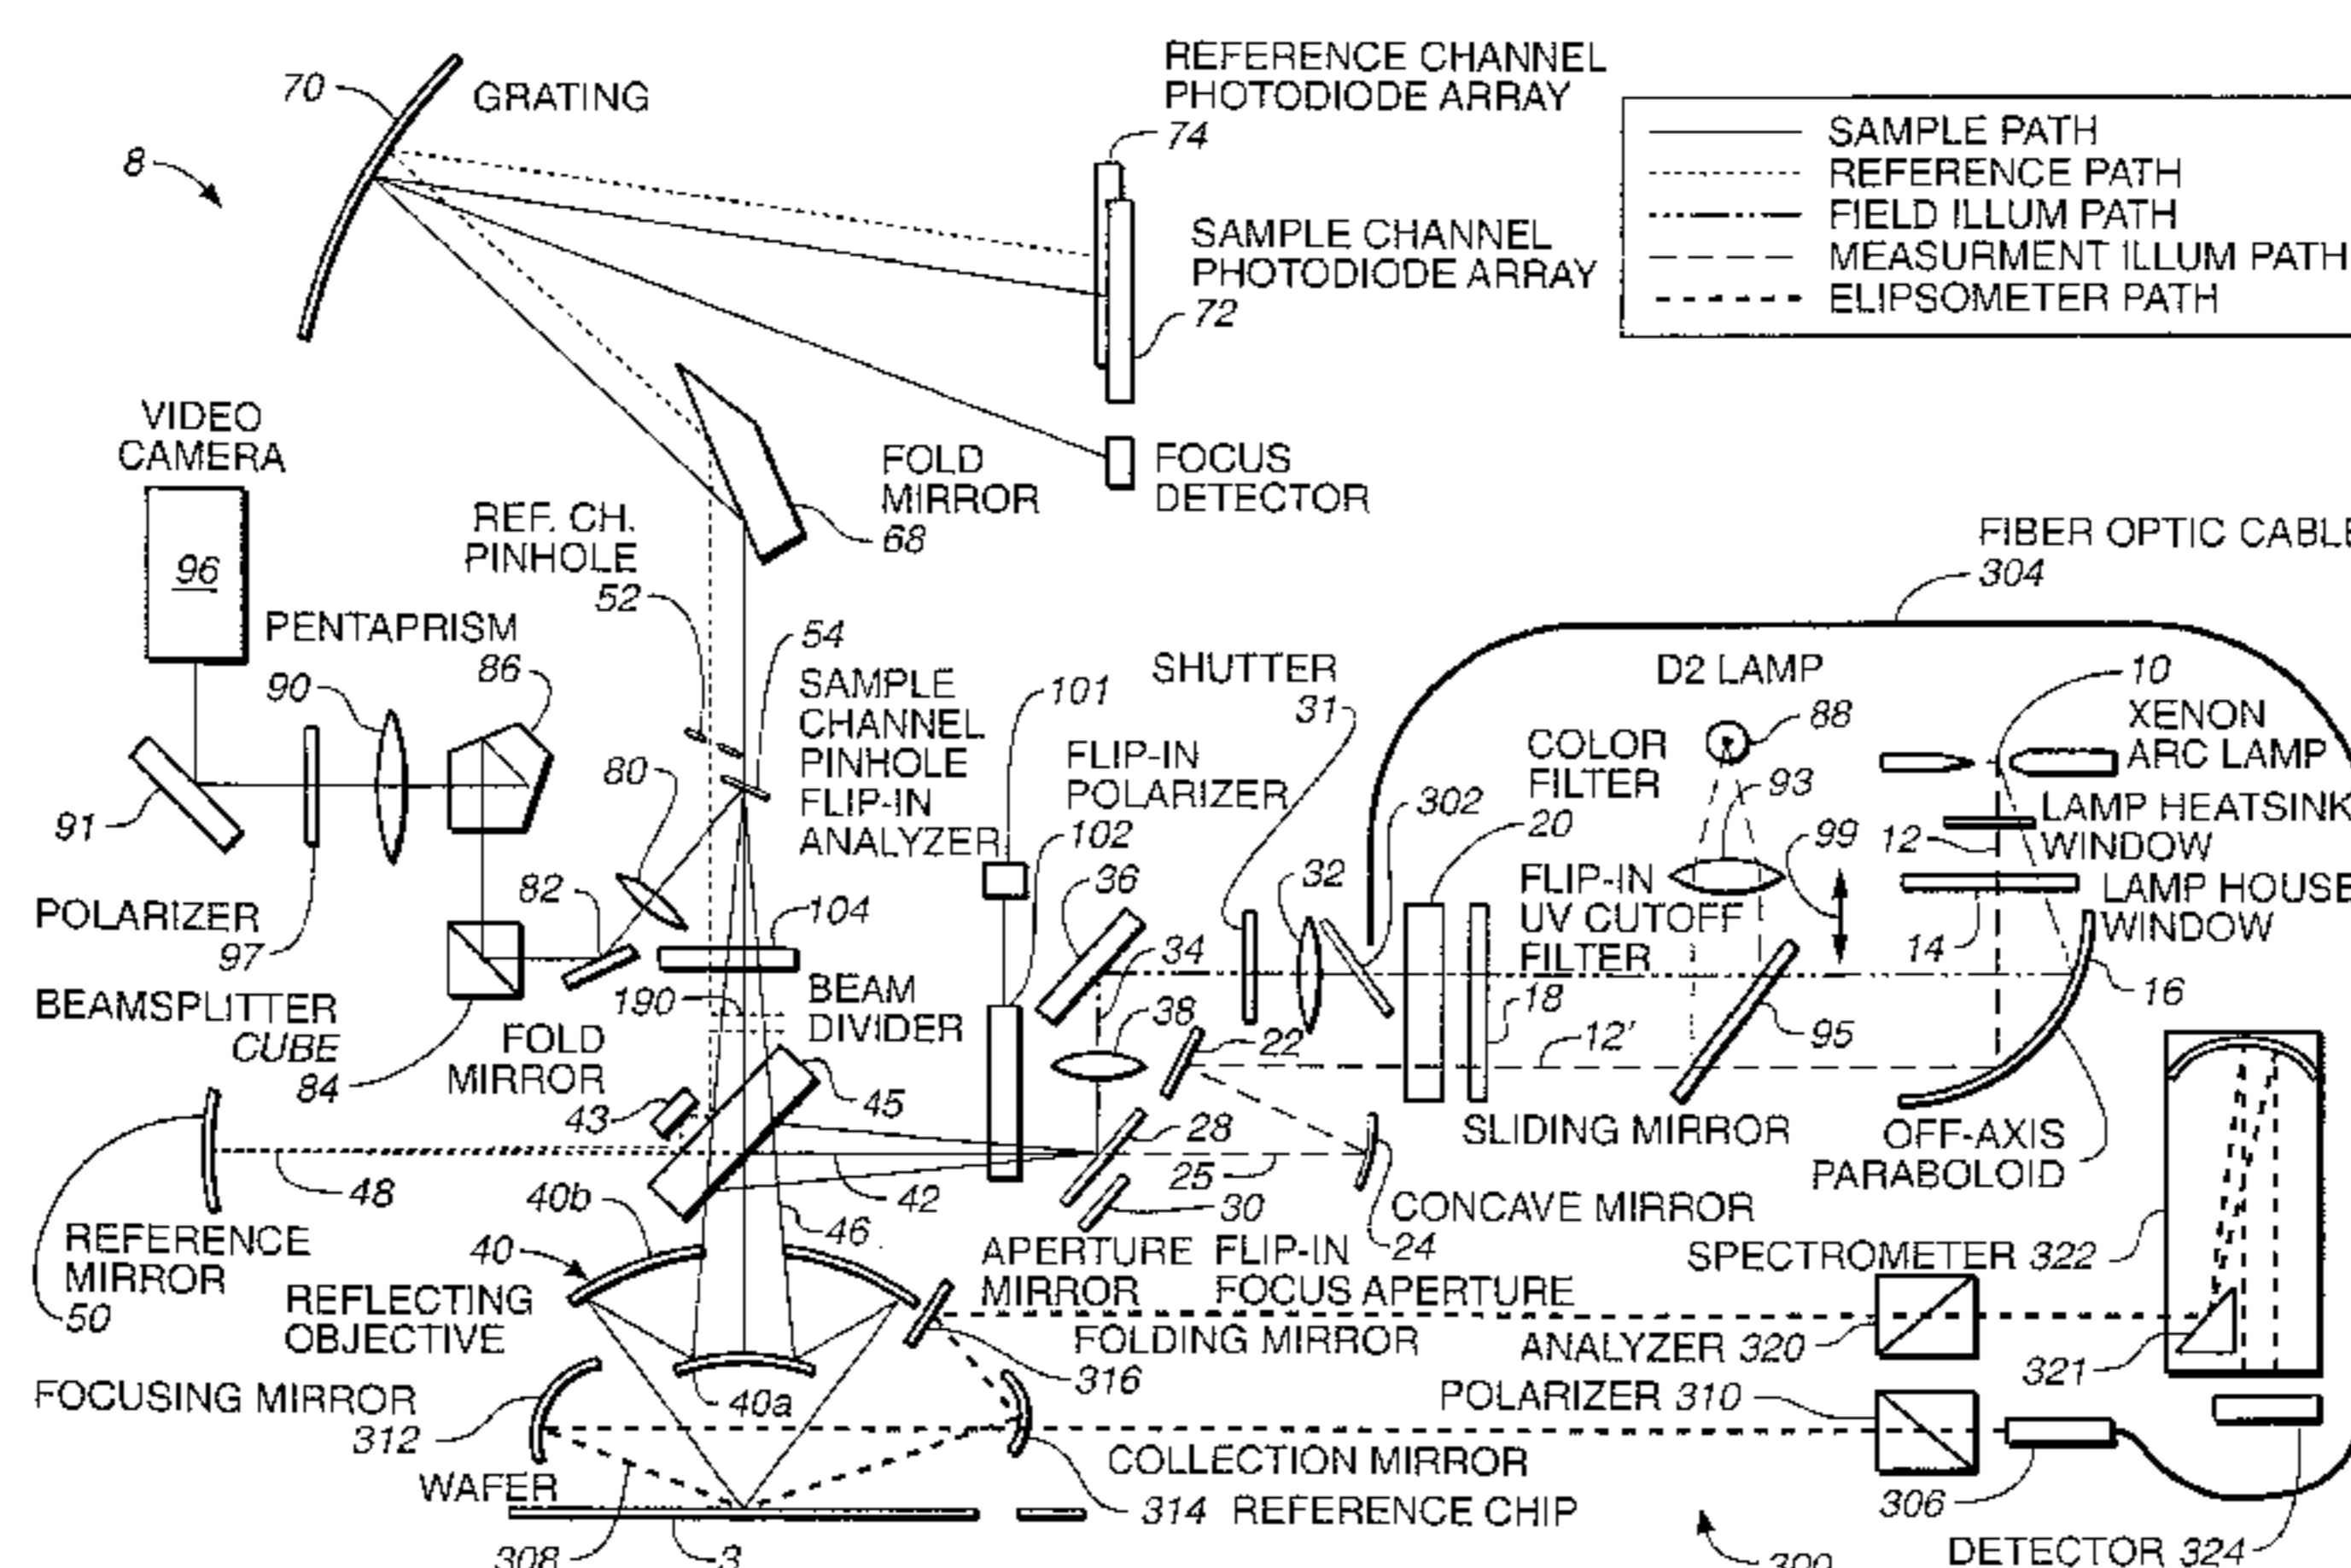 REFERENCE CHANNEL
PHOTODIODE ARRAY
74
70
GRATING
8
SAMPLE PATH
REFERENCE PATH
FIELD ILLUM PATH
MEASURMENT ILLUM PATH
ELIPSOMETER PATH
SAMPLE CHANNEL
PHOTODIODE ARRAY
72
VIDEO
CAMERA
96
FOLD
MIRROR
68
FOCUS
DETECTOR
REF. CH.
PINHOLE
52
FIBER OPTIC CABLE
304
PENTAPRISM
86
90
54
SAMPLE
CHANNEL
PINHOLE
FLIP-IN
ANALYZER
101
SHUTTER
31
D2 LAMP
88
10
XENON
ARC LAMP
FLIP-IN
POLARIZER
102
COLOR
FILTER
20
93
302
99
12
LAMP HEATSINK
WINDOW
91
80
82
36
32
FLIP-IN
UV CUTOFF
FILTER
LAMP HOUSE
WINDOW
14
16
POLARIZER
97
104
34
BEAMSPLITTER
CUBE
84
190
BEAM
DIVIDER
38
22
18
12'
95
FOLD
MIRROR
43
45
28
25
30
SLIDING MIRROR
OFF-AXIS
PARABOLOID
48
42
40b
46
40
REFERENCE
MIRROR
50
REFLECTING
OBJECTIVE
APERTURE
MIRROR
FLIP-IN
FOCUS APERTURE
CONCAVE MIRROR
24
SPECTROMETER 322
FOLDING MIRROR
316
ANALYZER 320
321
FOCUSING MIRROR
312
40a
POLARIZER 310
COLLECTION MIRROR
314
WAFER
REFERENCE CHIP
306
308
3
300
DETECTOR 324